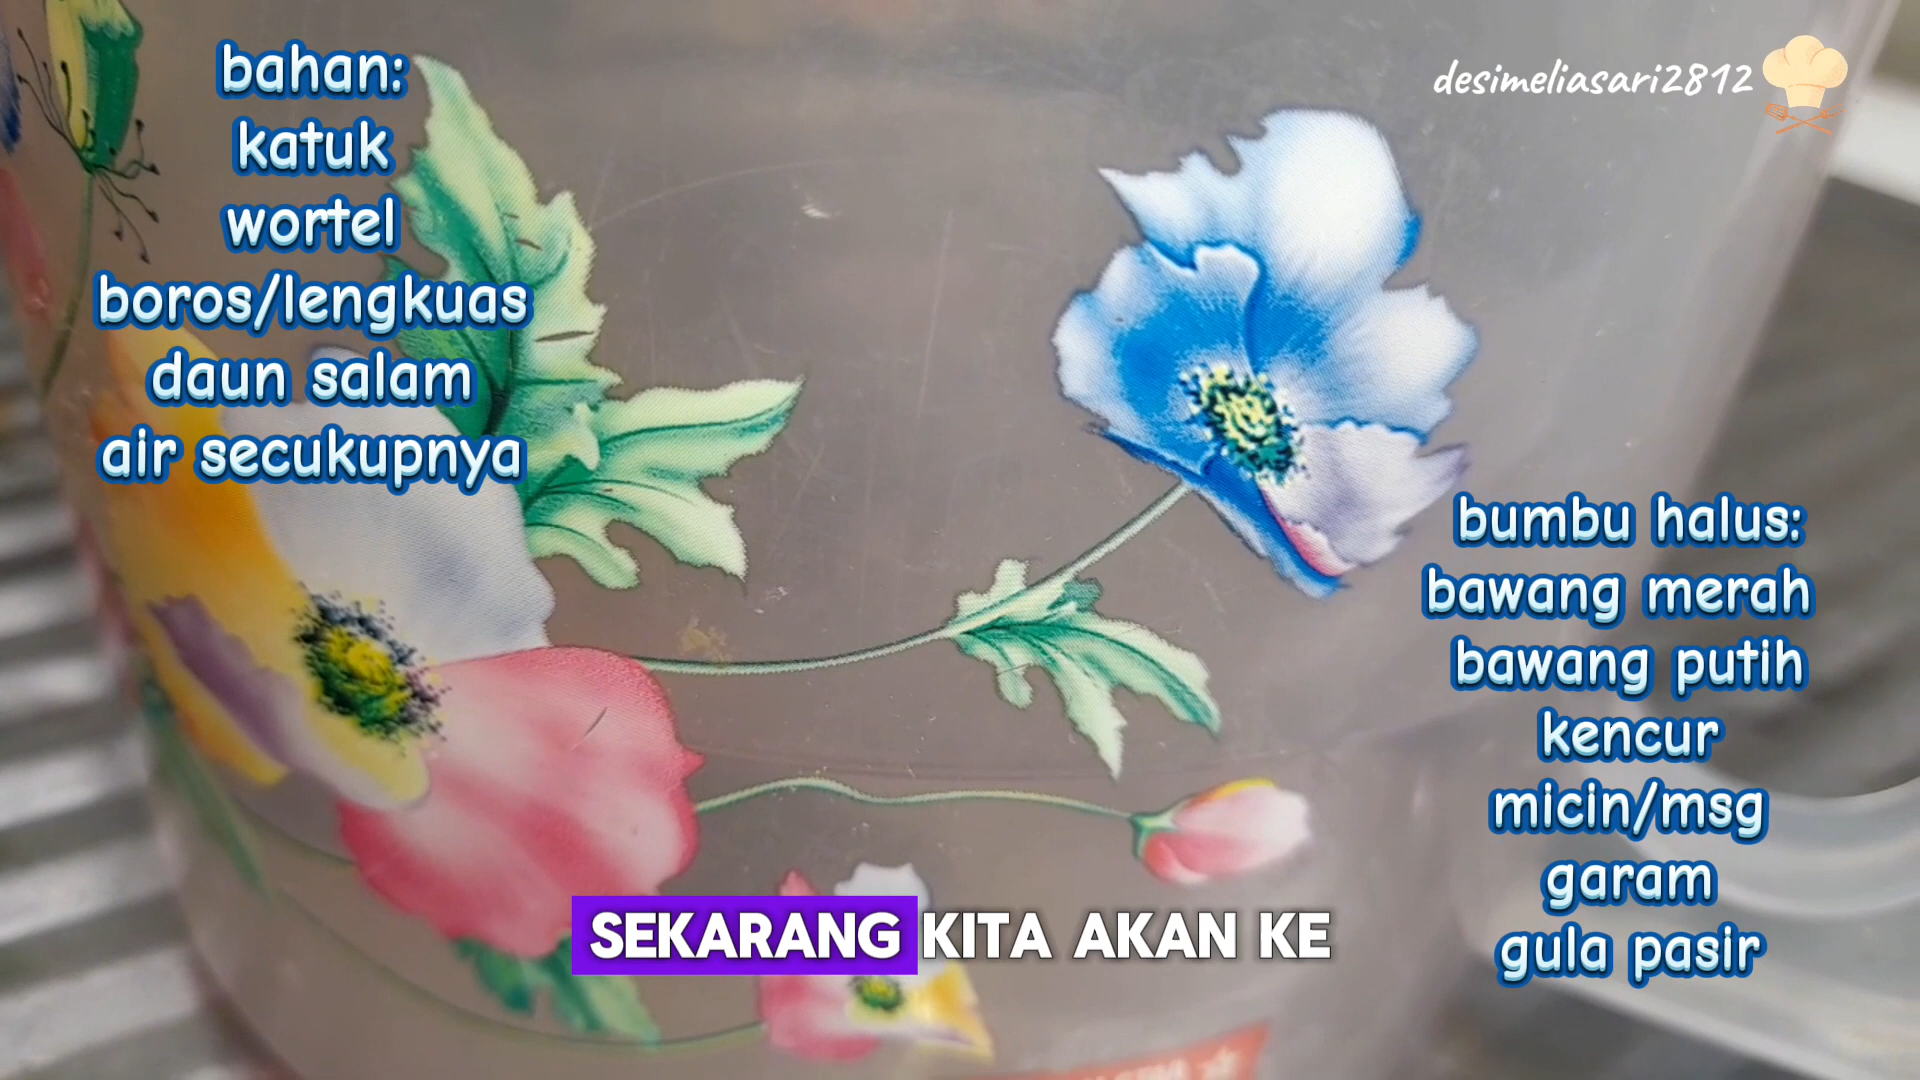 bahan:
katuk
wortel
boros/lengkuas
daun salam
air secukupnya
desimeliasari2812
bumbu halus:
bawang merah
bawang putih
kencur
micin/msg
garam
gula pasir
SEKARANG KITA AKAN KE